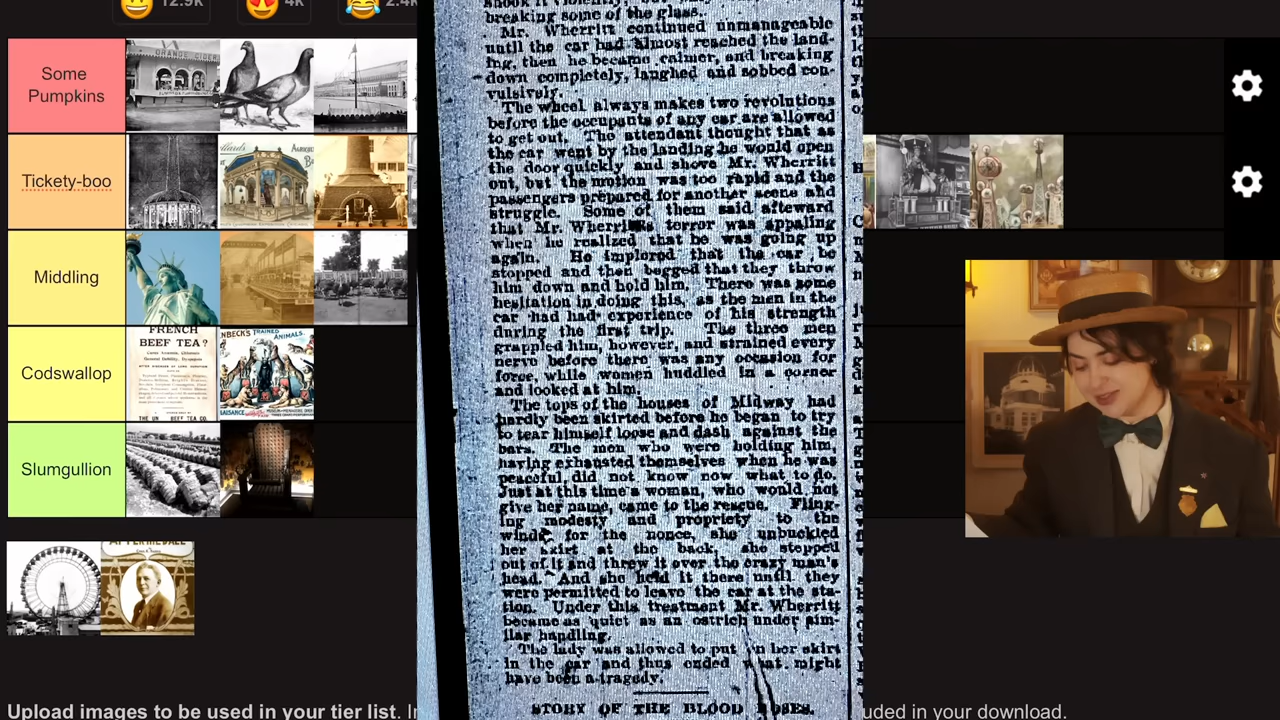 12.9k
4k
2.4k
Some
Pumpkins
ORANGE CIDER
Tickety-boo
Middling
Codswallop
FRENCH
BEEF TEA?
BEEF TEA CO.
NBECK'S TRAINED
ANIMALS.
Slumgullion
breaking some of the glass.
Mr. Wherritt continued unmanageable
until the car had almost reached the land-
ing, then he became calmer, and breaking
down completely, laughed and sobbed con-
vulsively.
The wheel always makes two revolutions
before the occupants of any car are allowed
to get out. The attendant thought that as
the car went by the landing he would open
the door quickly and shove Mr. Wherritt
out, but the motion was too rapid and the
passengers prepared for another scene and
struggle. Some of them said afterward
that Mr. Wherritt's terror was appaling
when he realized that he was going up
again. He implored that the car be
stopped and then begged that they throw
him down and hold him. There was some
hesitation in doing this, as the men in the
car had had experience of his strength
during the first trip. The three men
grappled him, however, and strained every
nerve before there was any occasion for
force while women huddled in a corner
and looked another way.
The tops of the houses of Midway had
hardly been skirted before he began to try
to tear himself loose and dash against the
bars. The men who were holding him,
having exhausted themselves when he was
peaceful did not know now what to do.
Just at this time a woman, who would not
give her name, came to the rescue. Fling-
ing modesty and propriety to the
winds for the nonce, she unbuckled
her skirt at the back, she stepped
out of it and threw it over the crazy man's
head. And she held it there until they
were permitted to leave the car at the sta-
tion. Under this treatment Mr. Wherritt
became as quiet as an ostrich under sim-
ilar handling.
The lady was allowed to put on her skirt
in the car and thus ended what might
have been a tragedy.
STORY OF THE BLOOD ROSES.
Upload images to be used in your tier list.
uded in your download.